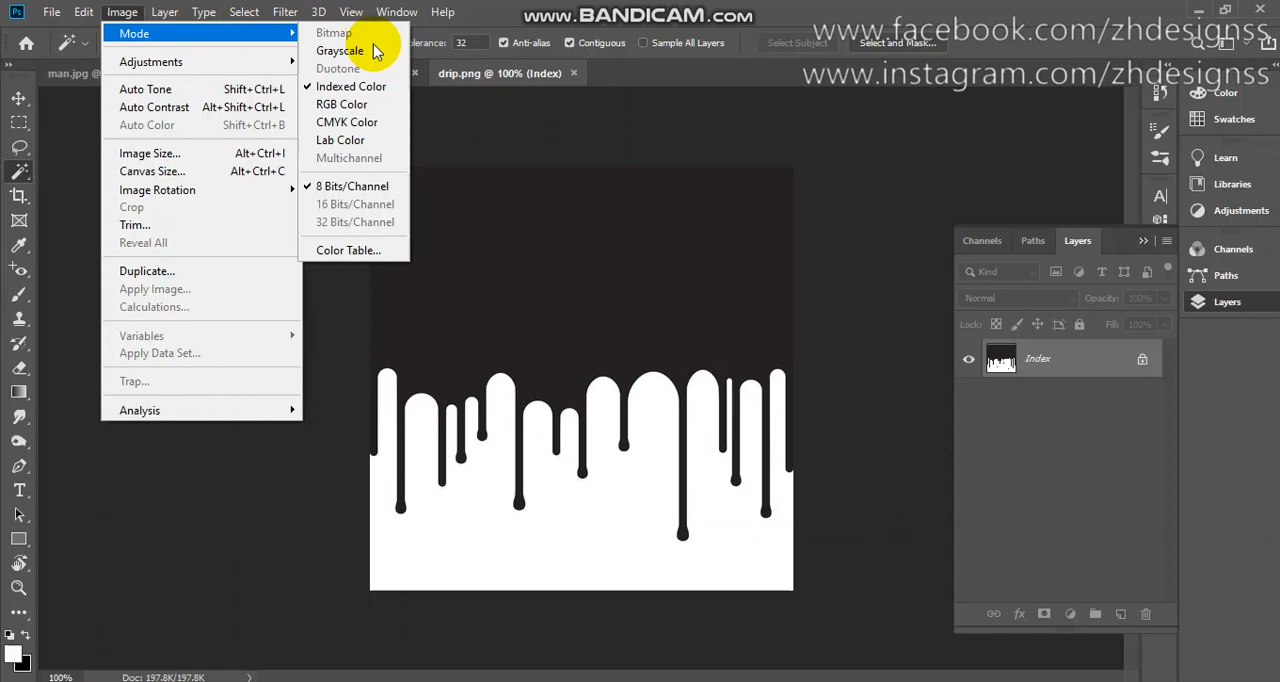 Ps File Edit Image Layer Type Select Filter 3D View Window Help
www.BANDICAM.com
www.facebook.com/zhdesignss
www.instagram.com/zhdesignss
olerance: 32 Anti-alias Contiguous Sample All Layers Select Subject Select and Mask...
man.jpg @ drip.png @ 100% (Index)
Mode
Adjustments
Auto Tone Shift+Ctrl+L
Auto Contrast Alt+Shift+Ctrl+L
Auto Color Shift+Ctrl+B
Image Size... Alt+Ctrl+I
Canvas Size... Alt+Ctrl+C
Image Rotation
Crop
Trim...
Reveal All
Duplicate...
Apply Image...
Calculations...
Variables
Apply Data Set...
Trap...
Analysis
Bitmap
Grayscale
Duotone
Indexed Color
RGB Color
CMYK Color
Lab Color
Multichannel
8 Bits/Channel
16 Bits/Channel
32 Bits/Channel
Color Table...
Channels Paths Layers
Kind
Normal Opacity: 100%
Lock: Fill: 100%
Index
Color
Swatches
Learn
Libraries
Adjustments
Channels
Paths
Layers
100% Doc: 197.8K/197.8K